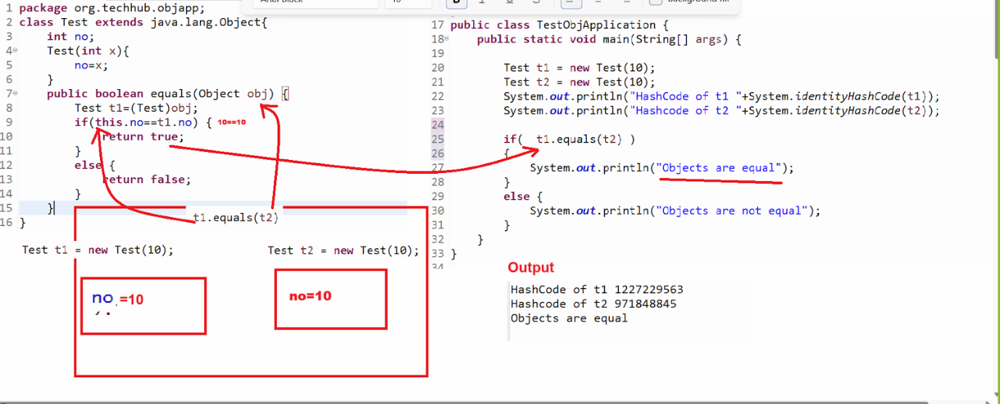 1 package org.techhub.objapp;
2 class Test extends java.lang.Object{
3 int no;
4 Test(int x){
5 no=x;
6 }
7 public boolean equals(Object obj) {
8 Test t1=(Test)obj;
9 if(this.no==t1.no) { 10==10
10 return true;
11 }
12 else {
13 return false;
14 }
15 }
16 }
t1.equals(t2)
Test t1 = new Test(10);
Test t2 = new Test(10);
no =10
no=10
17 public class TestObjApplication {
18 public static void main(String[] args) {
19
20 Test t1 = new Test(10);
21 Test t2 = new Test(10);
22 System.out.println("HashCode of t1 "+System.identityHashCode(t1));
23 System.out.println("Hashcode of t2 "+System.identityHashCode(t2));
24
25 if( t1.equals(t2) )
26 {
27 System.out.println("Objects are equal");
28 }
29 else {
30 System.out.println("Objects are not equal");
31 }
32 }
33 }
34
Output
HashCode of t1 1227229563
Hashcode of t2 971848845
Objects are equal